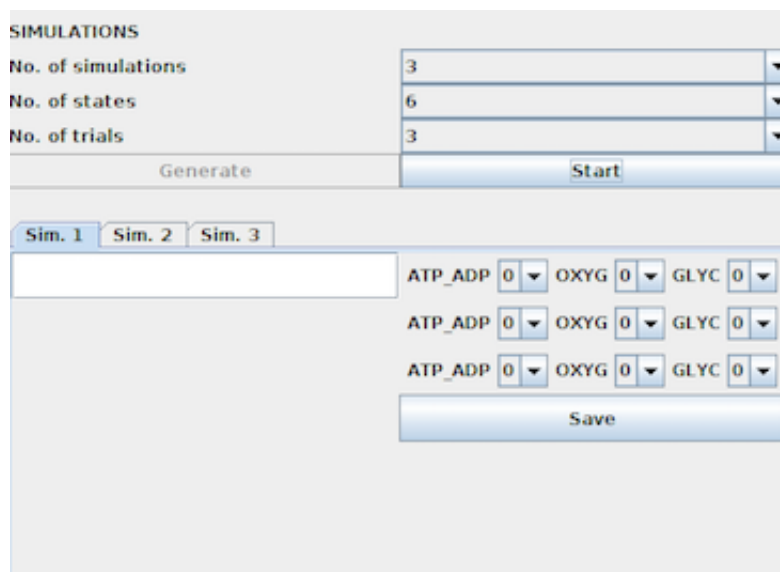 SIMULATIONS
No. of simulations 3
No. of states 6
No. of trials 3
Generate Start
Sim. 1 Sim. 2 Sim. 3
ATP_ADP 0 OXYG 0 GLYC 0
ATP_ADP 0 OXYG 0 GLYC 0
ATP_ADP 0 OXYG 0 GLYC 0
Save